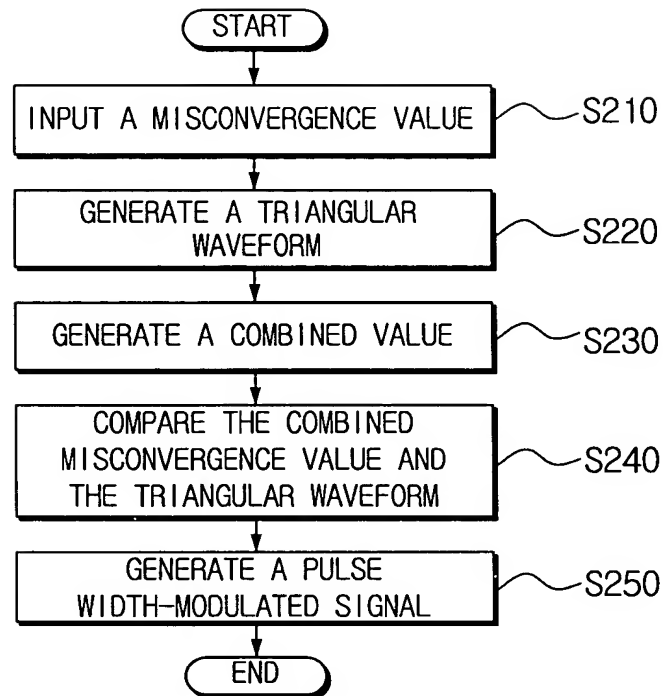 START
INPUT A MISCONVERGENCE VALUE
S210
GENERATE A TRIANGULAR
WAVEFORM
S220
GENERATE A COMBINED VALUE
S230
COMPARE THE COMBINED
MISCONVERGENCE VALUE AND
THE TRIANGULAR WAVEFORM
S240
GENERATE A PULSE
WIDTH-MODULATED SIGNAL
S250
END